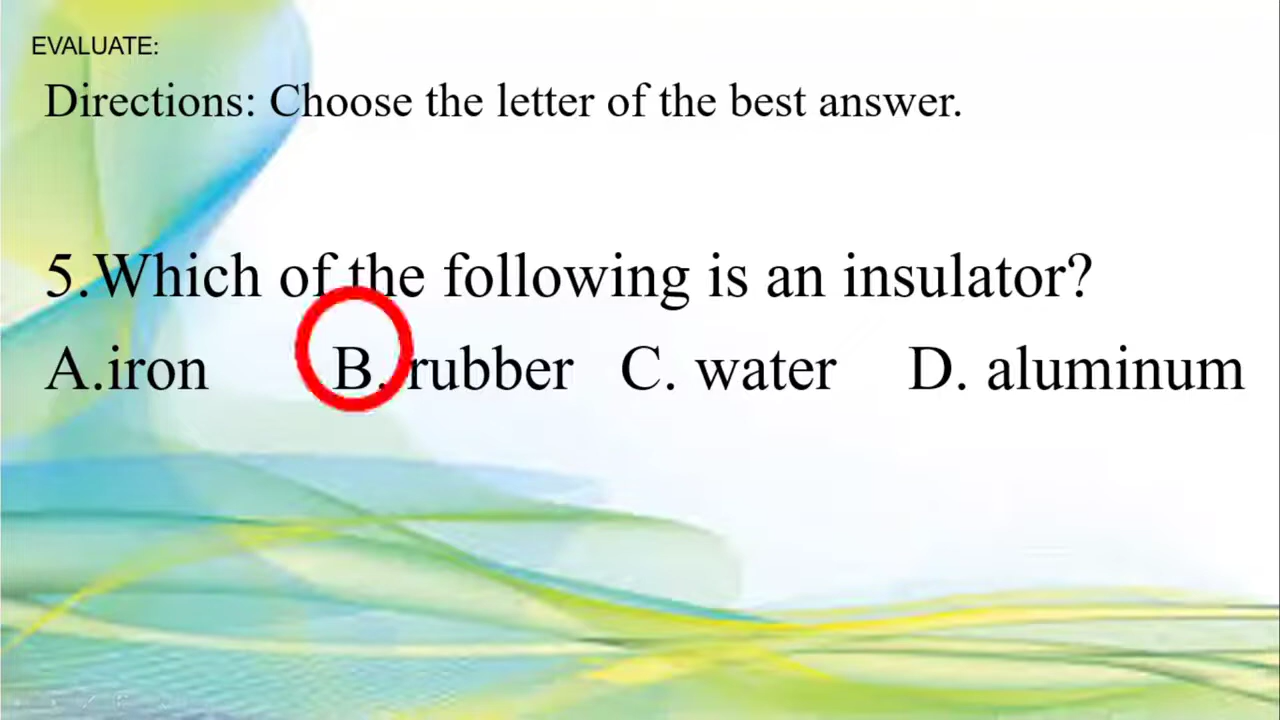 EVALUATE:
Directions: Choose the letter of the best answer.
5.Which of the following is an insulator?
A.iron B. rubber C. water D. aluminum